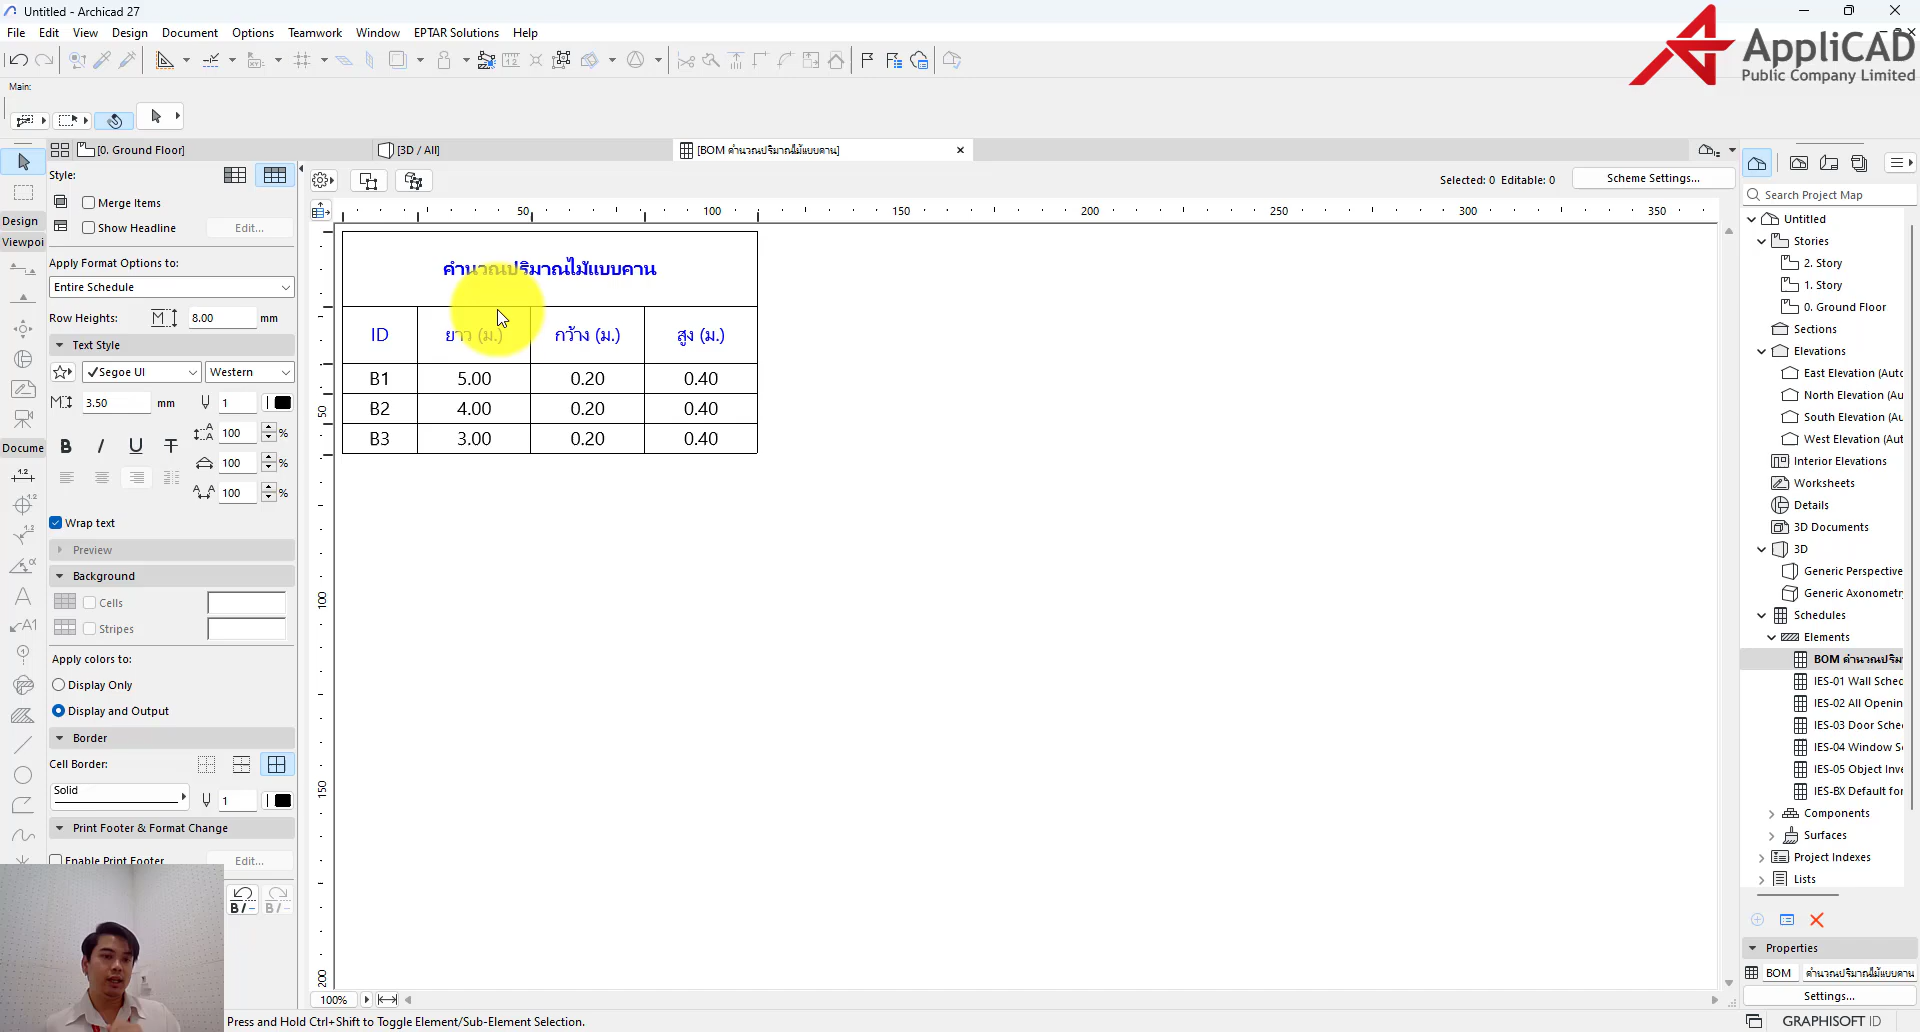 Untitled - Archicad 27
File Edit View Design Document Options Teamwork Window EPTAR Solutions Help
AppliCAD
Public Company Limited
Main:
[0. Ground Floor]
[3D / All]
[BOM คำนวณปริมาณไม้แบบคาน]
Style:
Selected: 0 Editable: 0
Scheme Settings...
Merge Items
Show Headline
Edit...
Search Project Map
Design
Viewpoi
Docume
Apply Format Options to:
Entire Schedule
Row Heights:
8.00
mm
Text Style
Segoe UI
Western
3.50
mm
1
100
%
100
%
100
%
Wrap text
Preview
Background
Cells
Stripes
Apply colors to:
Display Only
Display and Output
Border
Cell Border:
Solid
1
Print Footer & Format Change
Enable Print Footer
Edit...
50 100 150 200 250 300 350
50
100
150
200
คำนวณปริมาณไม้แบบคาน
ID ยาว (ม.) กว้าง (ม.) สูง (ม.)
B1 5.00 0.20 0.40
B2 4.00 0.20 0.40
B3 3.00 0.20 0.40
Untitled
Stories
2. Story
1. Story
0. Ground Floor
Sections
Elevations
East Elevation (Auto
North Elevation (Au
South Elevation (Au
West Elevation (Aut
Interior Elevations
Worksheets
Details
3D Documents
3D
Generic Perspective
Generic Axonometry
Schedules
Elements
BOM คำนวณปริม
IES-01 Wall Sched
IES-02 All Openin
IES-03 Door Sche
IES-04 Window S
IES-05 Object Inve
IES-BX Default for
Components
Surfaces
Project Indexes
Lists
Properties
BOM คำนวณปริมาณไม้แบบคาน
Settings...
100%
Press and Hold Ctrl+Shift to Toggle Element/Sub-Element Selection.
GRAPHISOFT ID